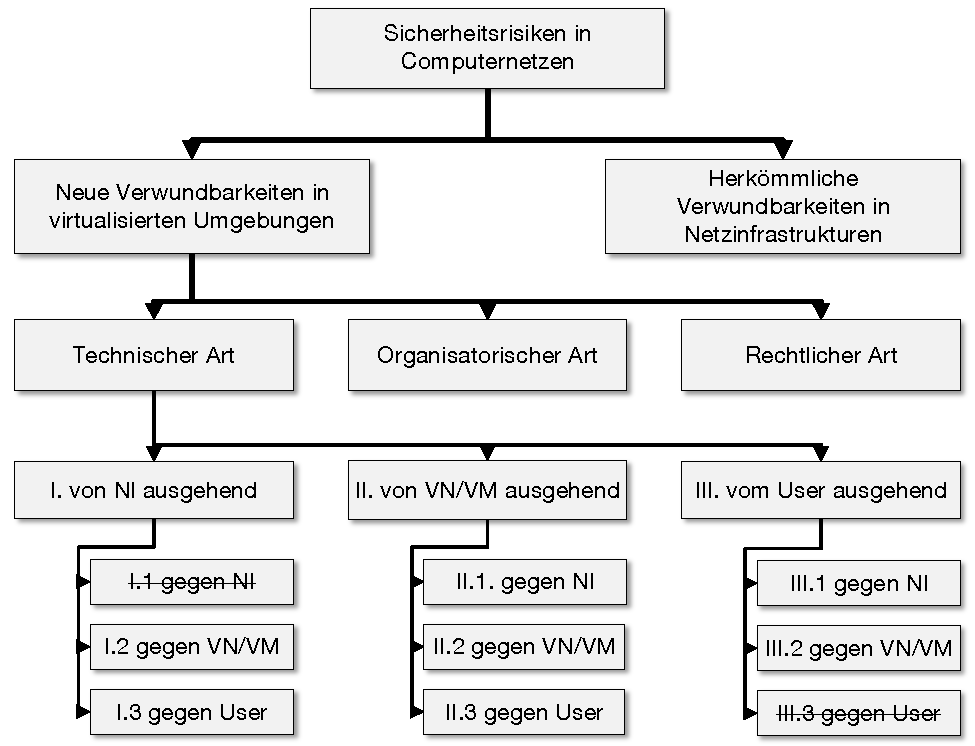 Sicherheitsrisiken in
Computernetzen
Neue Verwundbarkeiten in
virtualisierten Umgebungen
Herkömmliche
Verwundbarkeiten in
Netzinfrastrukturen
Technischer Art
Organisatorischer Art
Rechtlicher Art
I. von NI ausgehend
II. von VN/VM ausgehend
III. vom User ausgehend
I.1 gegen NI
I.2 gegen VN/VM
I.3 gegen User
II.1. gegen NI
II.2 gegen VN/VM
II.3 gegen User
III.1 gegen NI
III.2 gegen VN/VM
III.3 gegen User